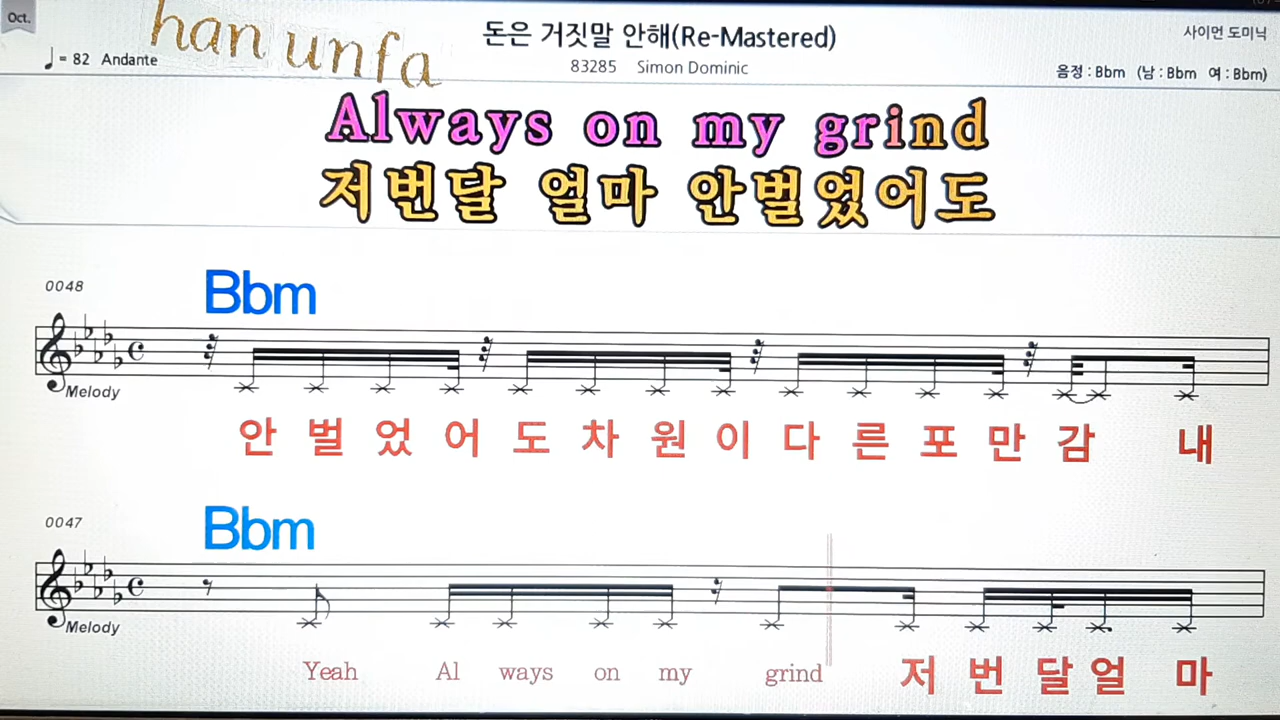 Oct.
han unfa
돈은 거짓말 안해(Re-Mastered)
사이먼 도미닉
♩ = 82 Andante
83285 Simon Dominic
음정 : Bbm (남 : Bbm 여 : Bbm)
Always on my grind
저번달 얼마 안벌었어도
0048
Bbm
Melody
안 벌 었 어 도 차 원 이 다 른 포 만 감 내
0047
Bbm
Melody
Yeah Al ways on my grind 저 번 달 얼 마